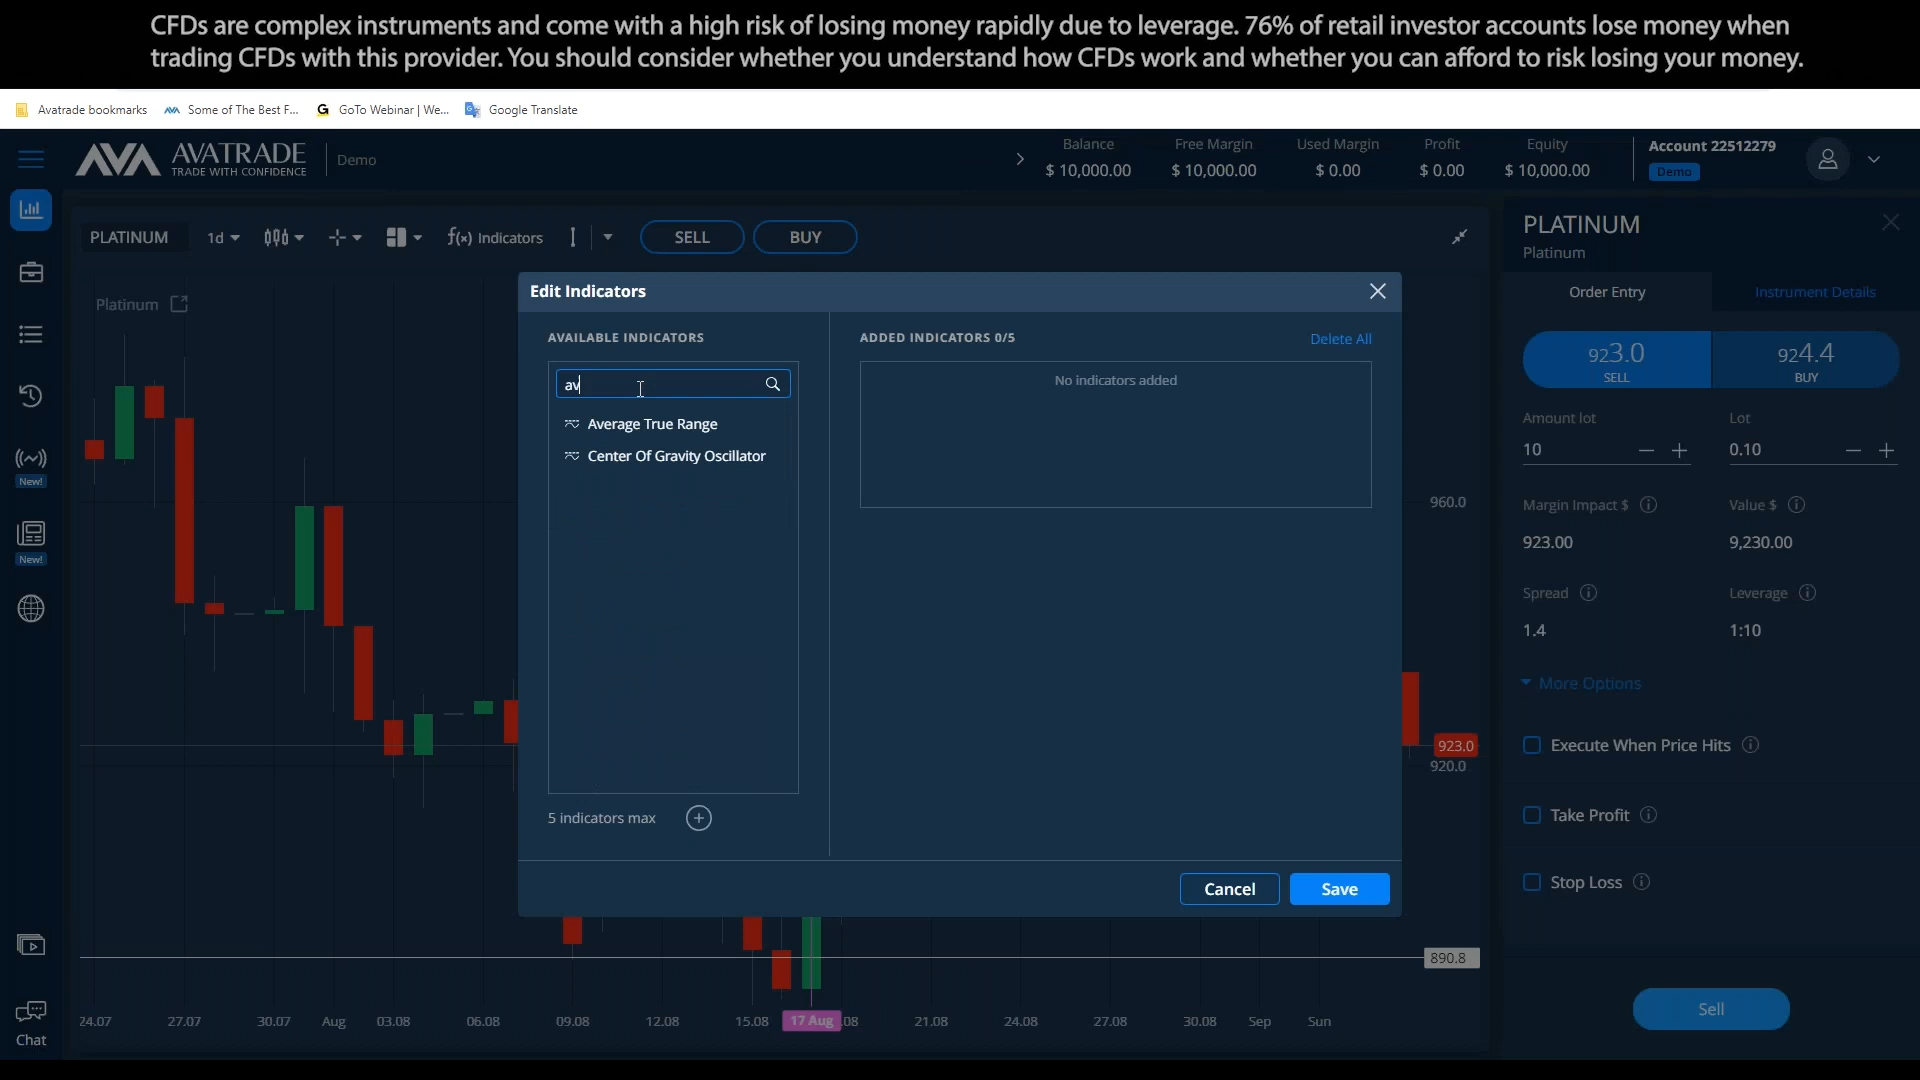 CFDs are complex instruments and come with a high risk of losing money rapidly due to leverage. 76% of retail investor accounts lose money when
trading CFDs with this provider. You should consider whether you understand how CFDs work and whether you can afford to risk losing your money.
Avatrade bookmarks Some of The Best F... GoTo Webinar | We... Google Translate
AVA AVATRADE
TRADE WITH CONFIDENCE
Demo
Balance Free Margin Used Margin Profit Equity
$ 10,000.00 $ 10,000.00 $ 0.00 $ 0.00 $ 10,000.00
Account 22512279
Demo
PLATINUM 1d f(x) Indicators SELL BUY
Platinum
Edit Indicators
AVAILABLE INDICATORS
av
Average True Range
Center Of Gravity Oscillator
5 indicators max
ADDED INDICATORS 0/5 Delete All
No indicators added
Cancel Save
PLATINUM
Platinum
Order Entry Instrument Details
923.0 924.4
SELL BUY
Amount lot Lot
10 0.10
Margin Impact $ Value $
923.00 9,230.00
Spread Leverage
1.4 1:10
More Options
Execute When Price Hits
Take Profit
Stop Loss
Sell
New!
New!
Chat
960.0
923.0
920.0
890.8
24.07 27.07 30.07 Aug 03.08 06.08 09.08 12.08 15.08 17 Aug .08 21.08 24.08 27.08 30.08 Sep Sun